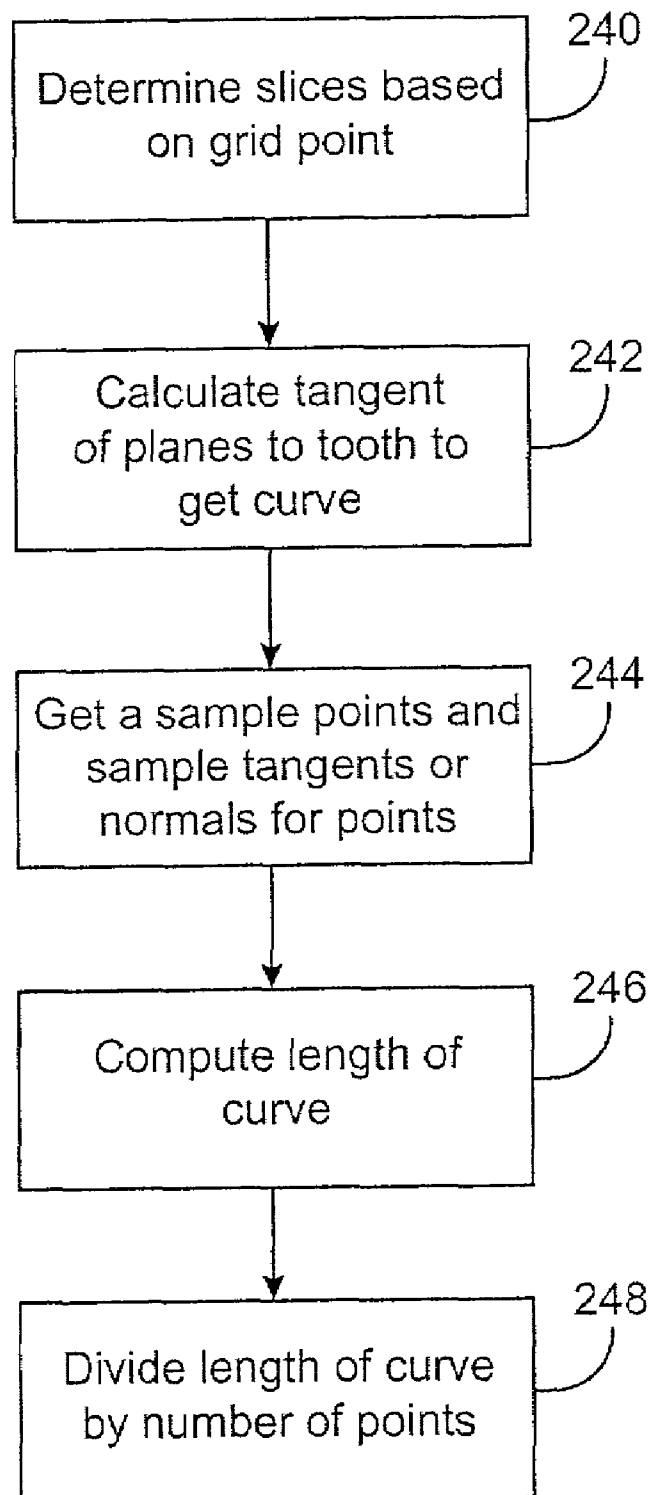 240
Determine slices based
on grid point
242
Calculate tangent
of planes to tooth to
get curve
244
Get a sample points and
sample tangents or
normals for points
246
Compute length of
curve
248
Divide length of curve
by number of points